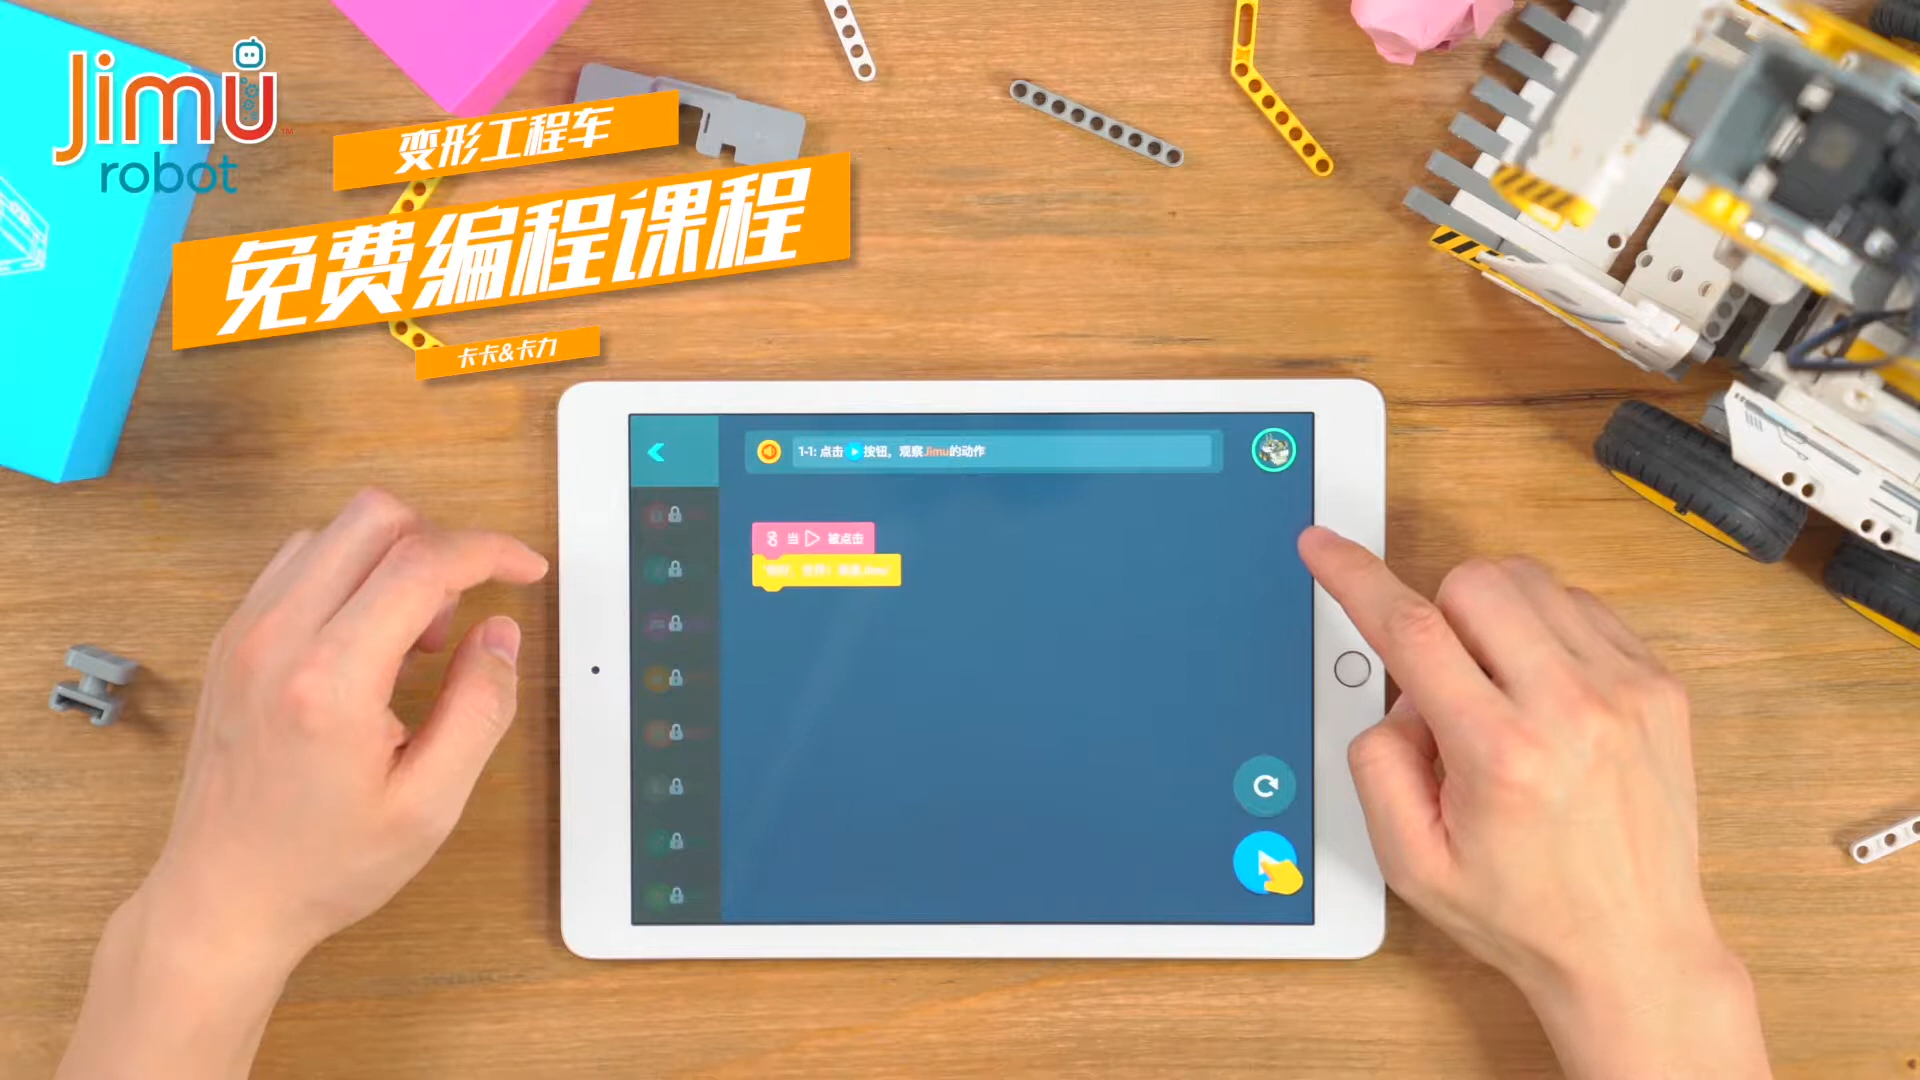 Jimu
robot
TM
变形工程车
免费编程课程
卡卡&卡力
1-1: 点击按钮，观察Jimu的动作
当 被点击